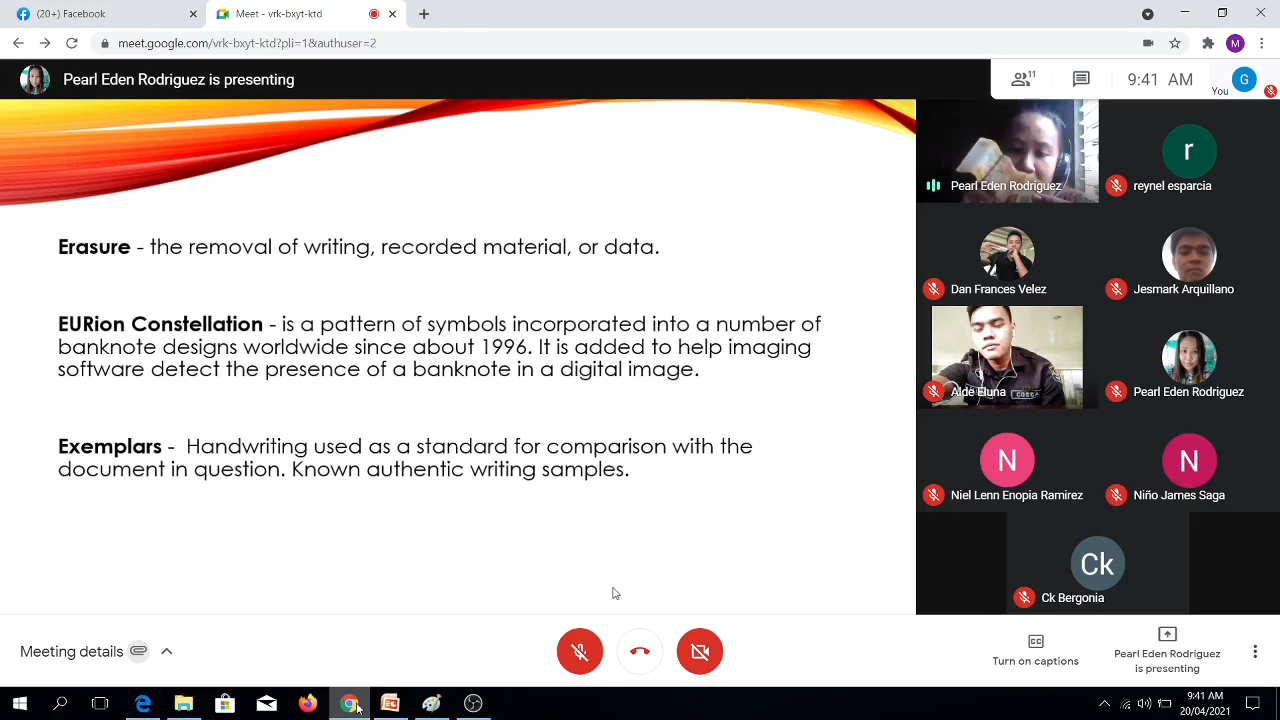 (20+) Facebook
Meet - vrk-bxyt-ktd
meet.google.com/vrk-bxyt-ktd?pli=1&authuser=2
M
Pearl Eden Rodriguez is presenting
11
9:41 AM
You
G
Erasure - the removal of writing, recorded material, or data.
EURion Constellation - is a pattern of symbols incorporated into a number of
banknote designs worldwide since about 1996. It is added to help imaging
software detect the presence of a banknote in a digital image.
Exemplars - Handwriting used as a standard for comparison with the
document in question. Known authentic writing samples.
Pearl Eden Rodriguez
r
reynel esparcia
Dan Frances Velez
Jesmark Arquillano
Alde Eluna
Pearl Eden Rodriguez
N
Niel Lenn Enopia Ramirez
N
Niño James Saga
Ck
Ck Bergonia
Meeting details
CC
Turn on captions
Pearl Eden Rodriguez
is presenting
9:41 AM
20/04/2021